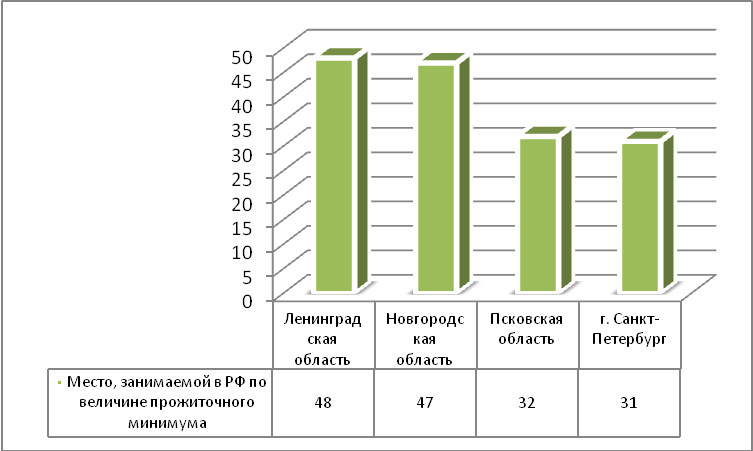 50
45
40
35
30
25
20
15
10
5
0
Ленинград
ская
область
Новгородс
кая
область
Псковская
область
г. Санкт-
Петербург
Место, занимаемой в РФ по
величине прожиточного
минимума
48
47
32
31